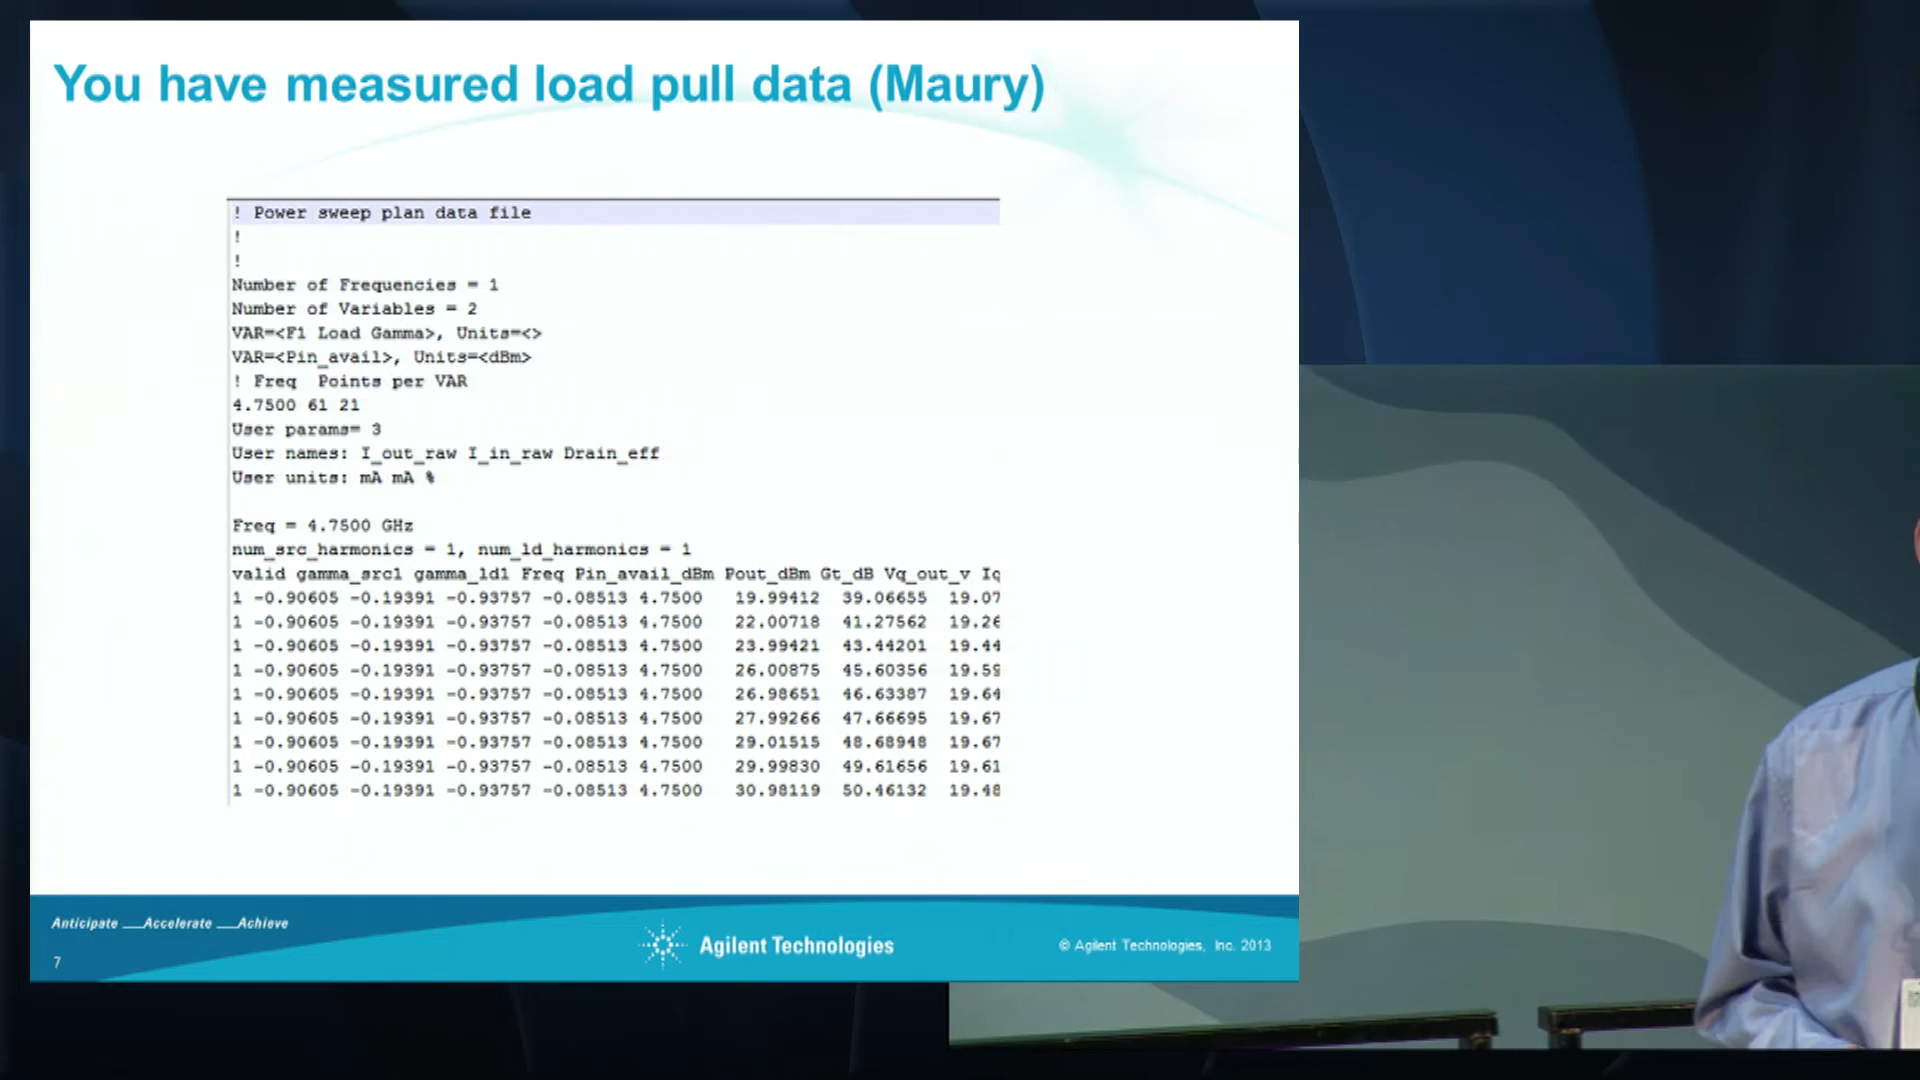 You have measured load pull data (Maury)
! Power sweep plan data file
!
!
Number of Frequencies = 1
Number of Variables = 2
VAR=<F1 Load Gamma>, Units=<>
VAR=<Pin_avail>, Units=<dBm>
! Freq  Points per VAR
4.7500 61 21
User params= 3
User names: I_out_raw I_in_raw Drain_eff
User units: mA mA %
Freq = 4.7500 GHz
num_src_harmonics = 1, num_ld_harmonics = 1
valid gamma_src1 gamma_ld1 Freq Pin_avail_dBm Pout_dBm Gt_dB Vq_out_v Iq
1 -0.90605 -0.19391 -0.93757 -0.08513 4.7500 19.99412 39.06655 19.07
1 -0.90605 -0.19391 -0.93757 -0.08513 4.7500 22.00718 41.27562 19.26
1 -0.90605 -0.19391 -0.93757 -0.08513 4.7500 23.99421 43.44201 19.44
1 -0.90605 -0.19391 -0.93757 -0.08513 4.7500 26.00875 45.60356 19.59
1 -0.90605 -0.19391 -0.93757 -0.08513 4.7500 26.98651 46.63387 19.64
1 -0.90605 -0.19391 -0.93757 -0.08513 4.7500 27.99266 47.66695 19.67
1 -0.90605 -0.19391 -0.93757 -0.08513 4.7500 29.01515 48.68948 19.67
1 -0.90605 -0.19391 -0.93757 -0.08513 4.7500 29.99830 49.61656 19.61
1 -0.90605 -0.19391 -0.93757 -0.08513 4.7500 30.98119 50.46132 19.48
Anticipate __Accelerate __Achieve
Agilent Technologies
© Agilent Technologies, Inc. 2013
7